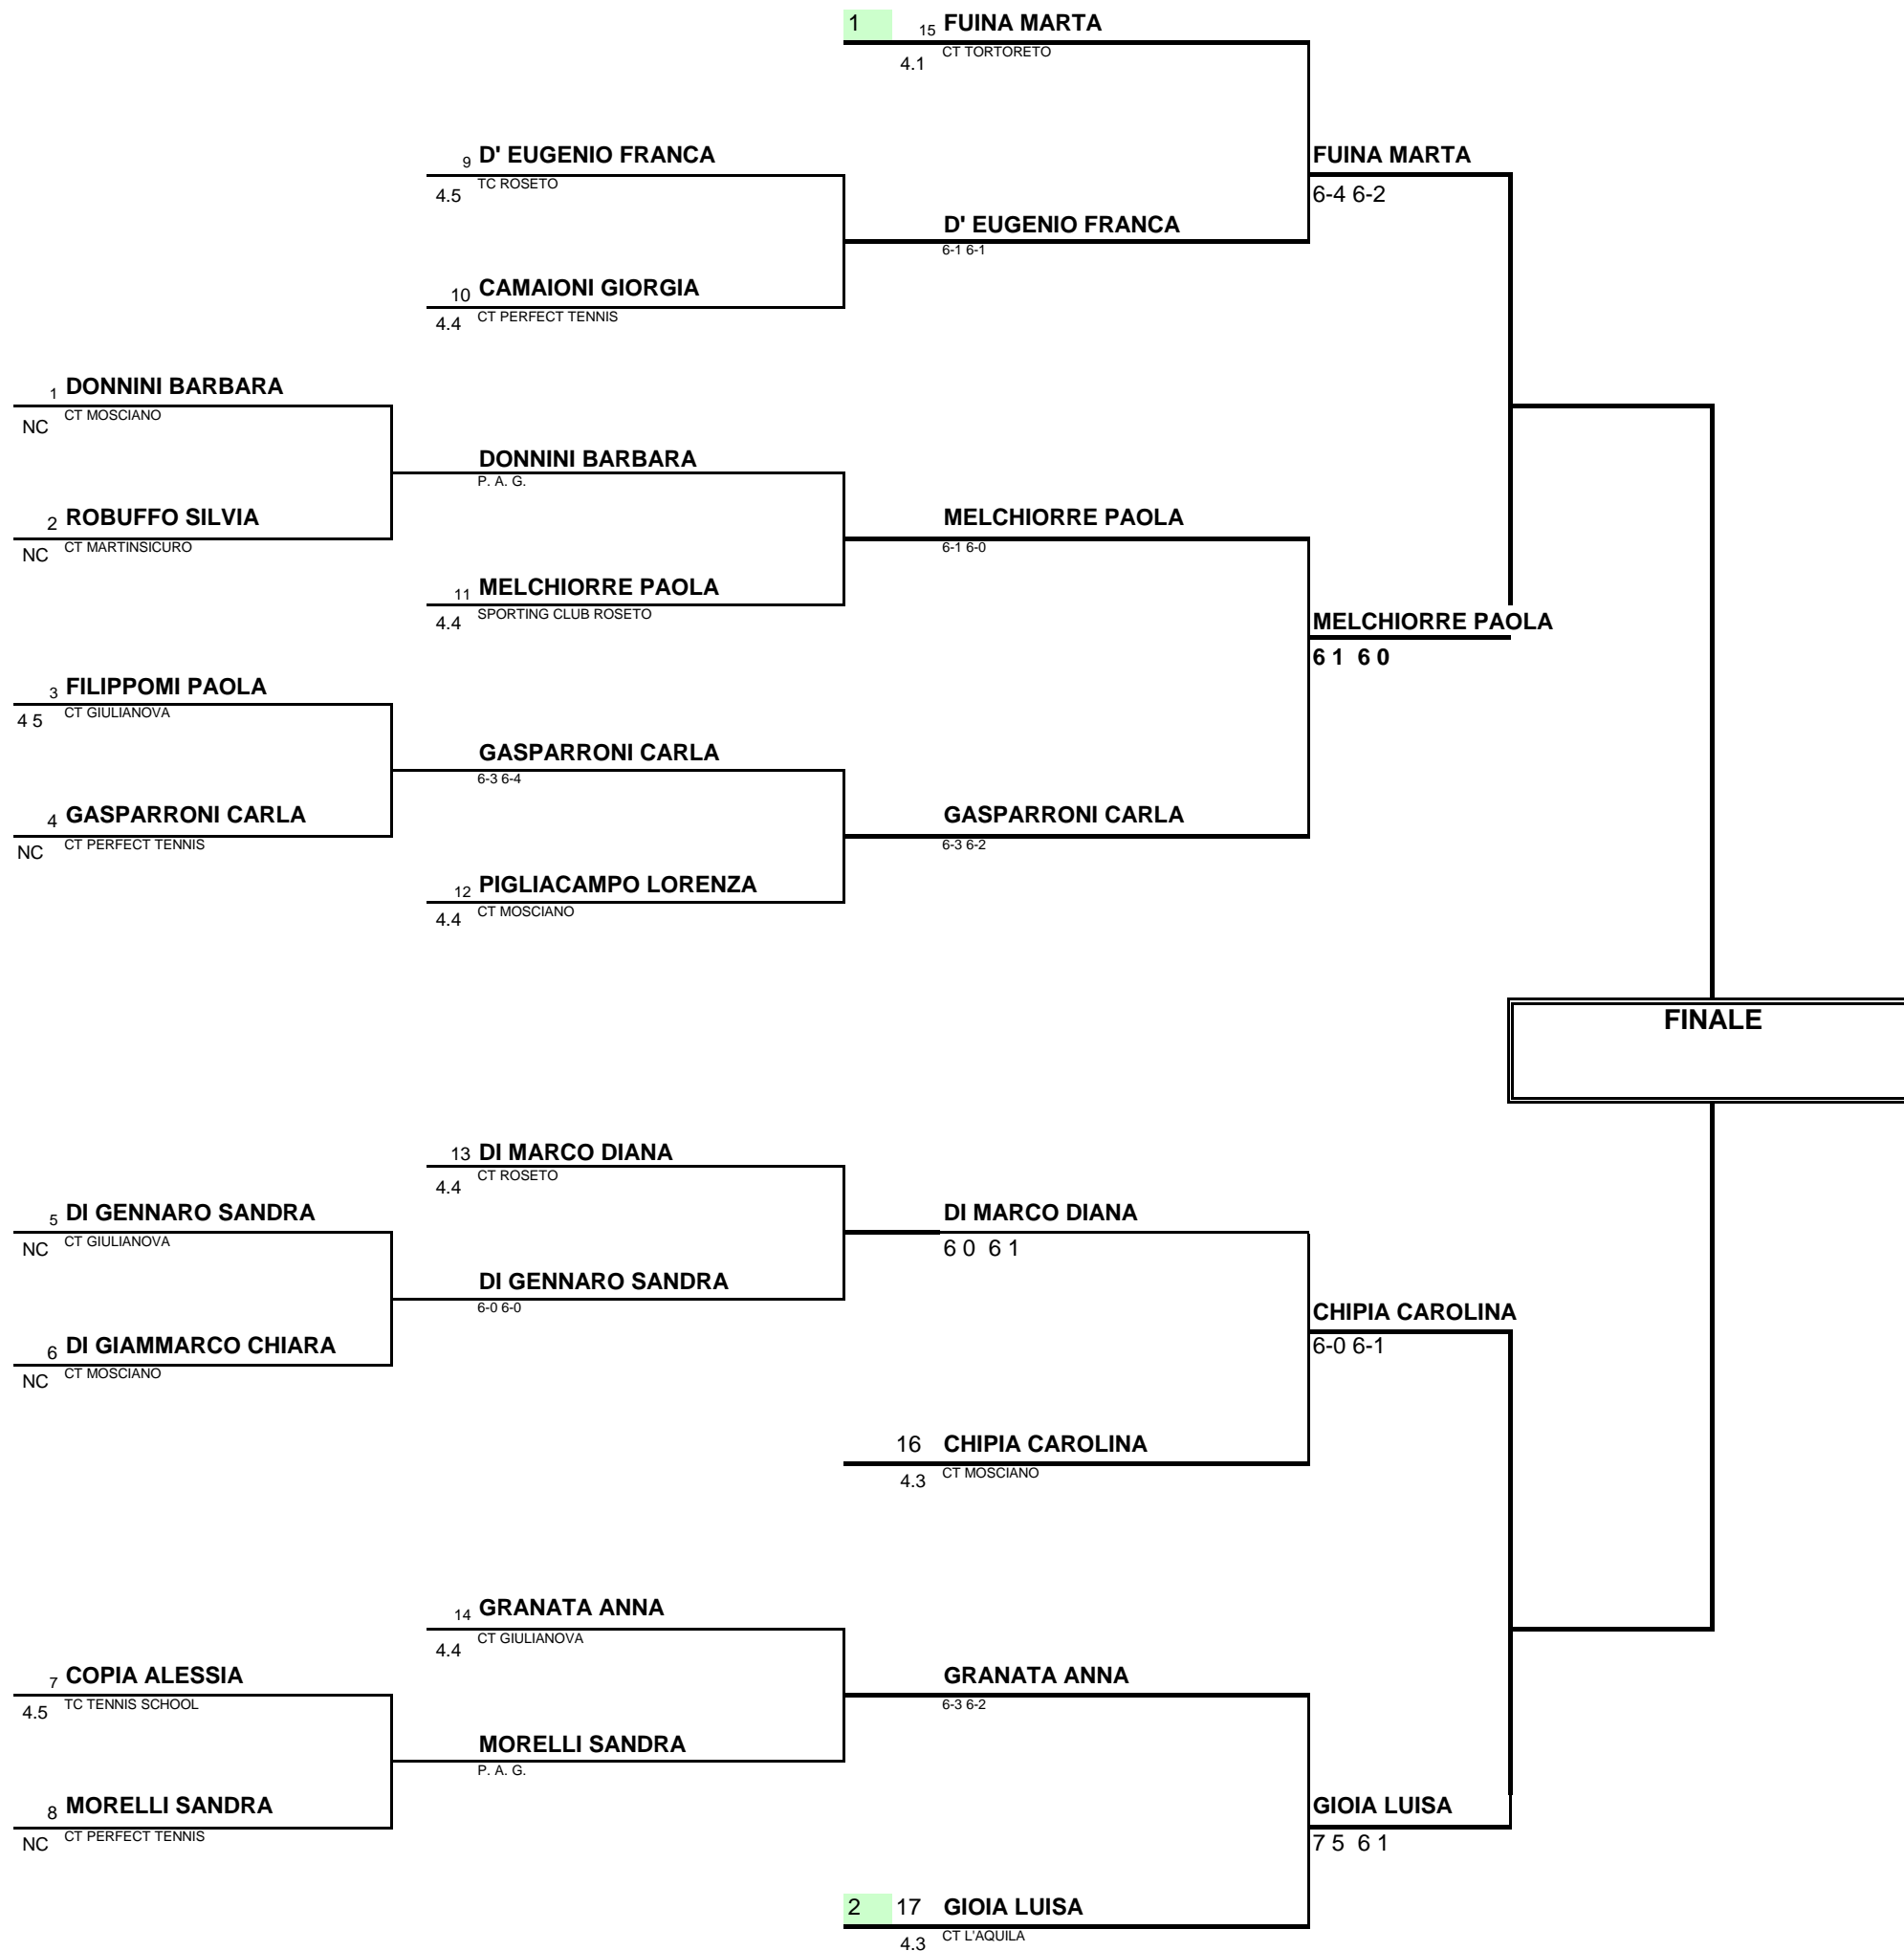 1 15 FUINA MARTA
4.1 CT TORTORETO
9 D' EUGENIO FRANCA
4.5 TC ROSETO
FUINA MARTA
6-4 6-2
D' EUGENIO FRANCA
6-1 6-1
10 CAMAIONI GIORGIA
4.4 CT PERFECT TENNIS
1 DONNINI BARBARA
NC CT MOSCIANO
DONNINI BARBARA
P. A. G.
2 ROBUFFO SILVIA
NC CT MARTINSICURO
MELCHIORRE PAOLA
6-1 6-0
11 MELCHIORRE PAOLA
4.4 SPORTING CLUB ROSETO
MELCHIORRE PAOLA
6 1 6 0
3 FILIPPOMI PAOLA
4 5 CT GIULIANOVA
GASPARRONI CARLA
6-3 6-4
4 GASPARRONI CARLA
NC CT PERFECT TENNIS
GASPARRONI CARLA
6-3 6-2
12 PIGLIACAMPO LORENZA
4.4 CT MOSCIANO
FINALE
13 DI MARCO DIANA
4.4 CT ROSETO
5 DI GENNARO SANDRA
NC CT GIULIANOVA
DI MARCO DIANA
6 0 6 1
DI GENNARO SANDRA
6-0 6-0
CHIPIA CAROLINA
6-0 6-1
6 DI GIAMMARCO CHIARA
NC CT MOSCIANO
16 CHIPIA CAROLINA
4.3 CT MOSCIANO
14 GRANATA ANNA
4.4 CT GIULIANOVA
7 COPIA ALESSIA
4.5 TC TENNIS SCHOOL
GRANATA ANNA
6-3 6-2
MORELLI SANDRA
P. A. G.
8 MORELLI SANDRA
NC CT PERFECT TENNIS
GIOIA LUISA
7 5 6 1
2 17 GIOIA LUISA
4.3 CT L'AQUILA